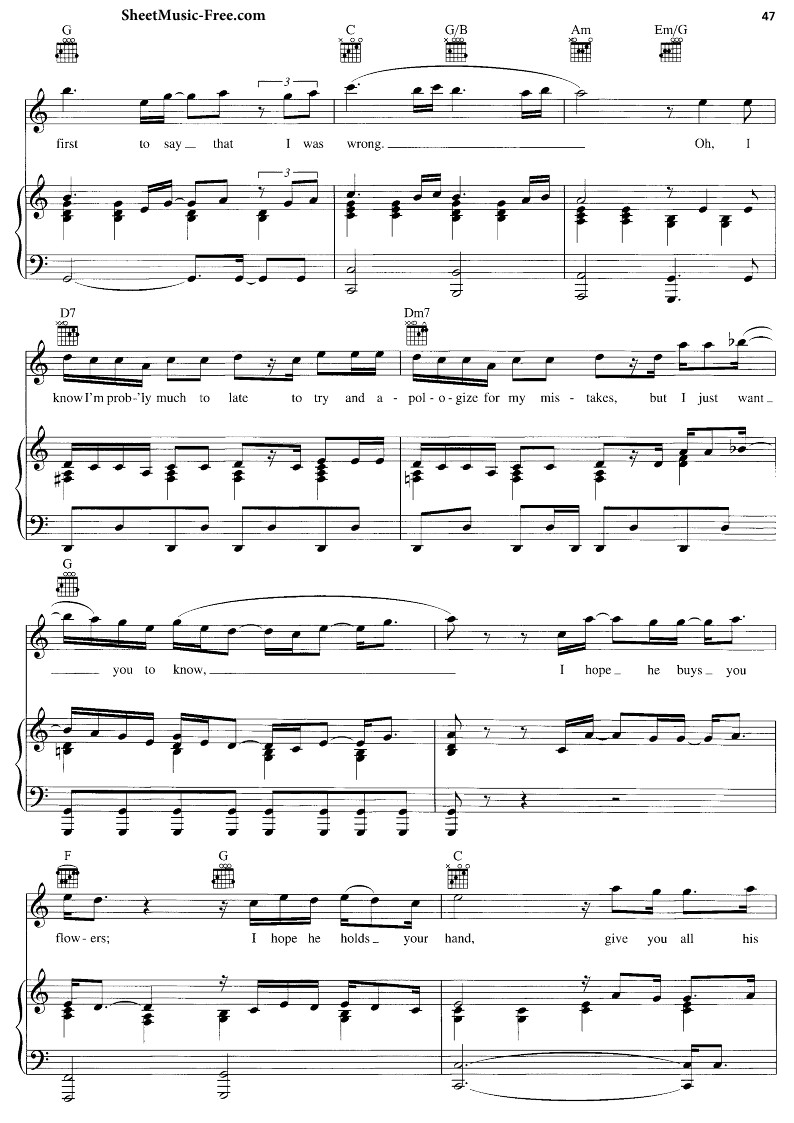 SheetMusic-Free.com 47
G C G/B Am Em/G
3
first to say that I was wrong. Oh, I
3
D7 Dm7
know I'm prob-'ly much to late to try and a - pol - o - gize for my mis - takes, but I just want
G
you to know, I hope he buys you
F G C
flow - ers; I hope he holds your hand, give you all his